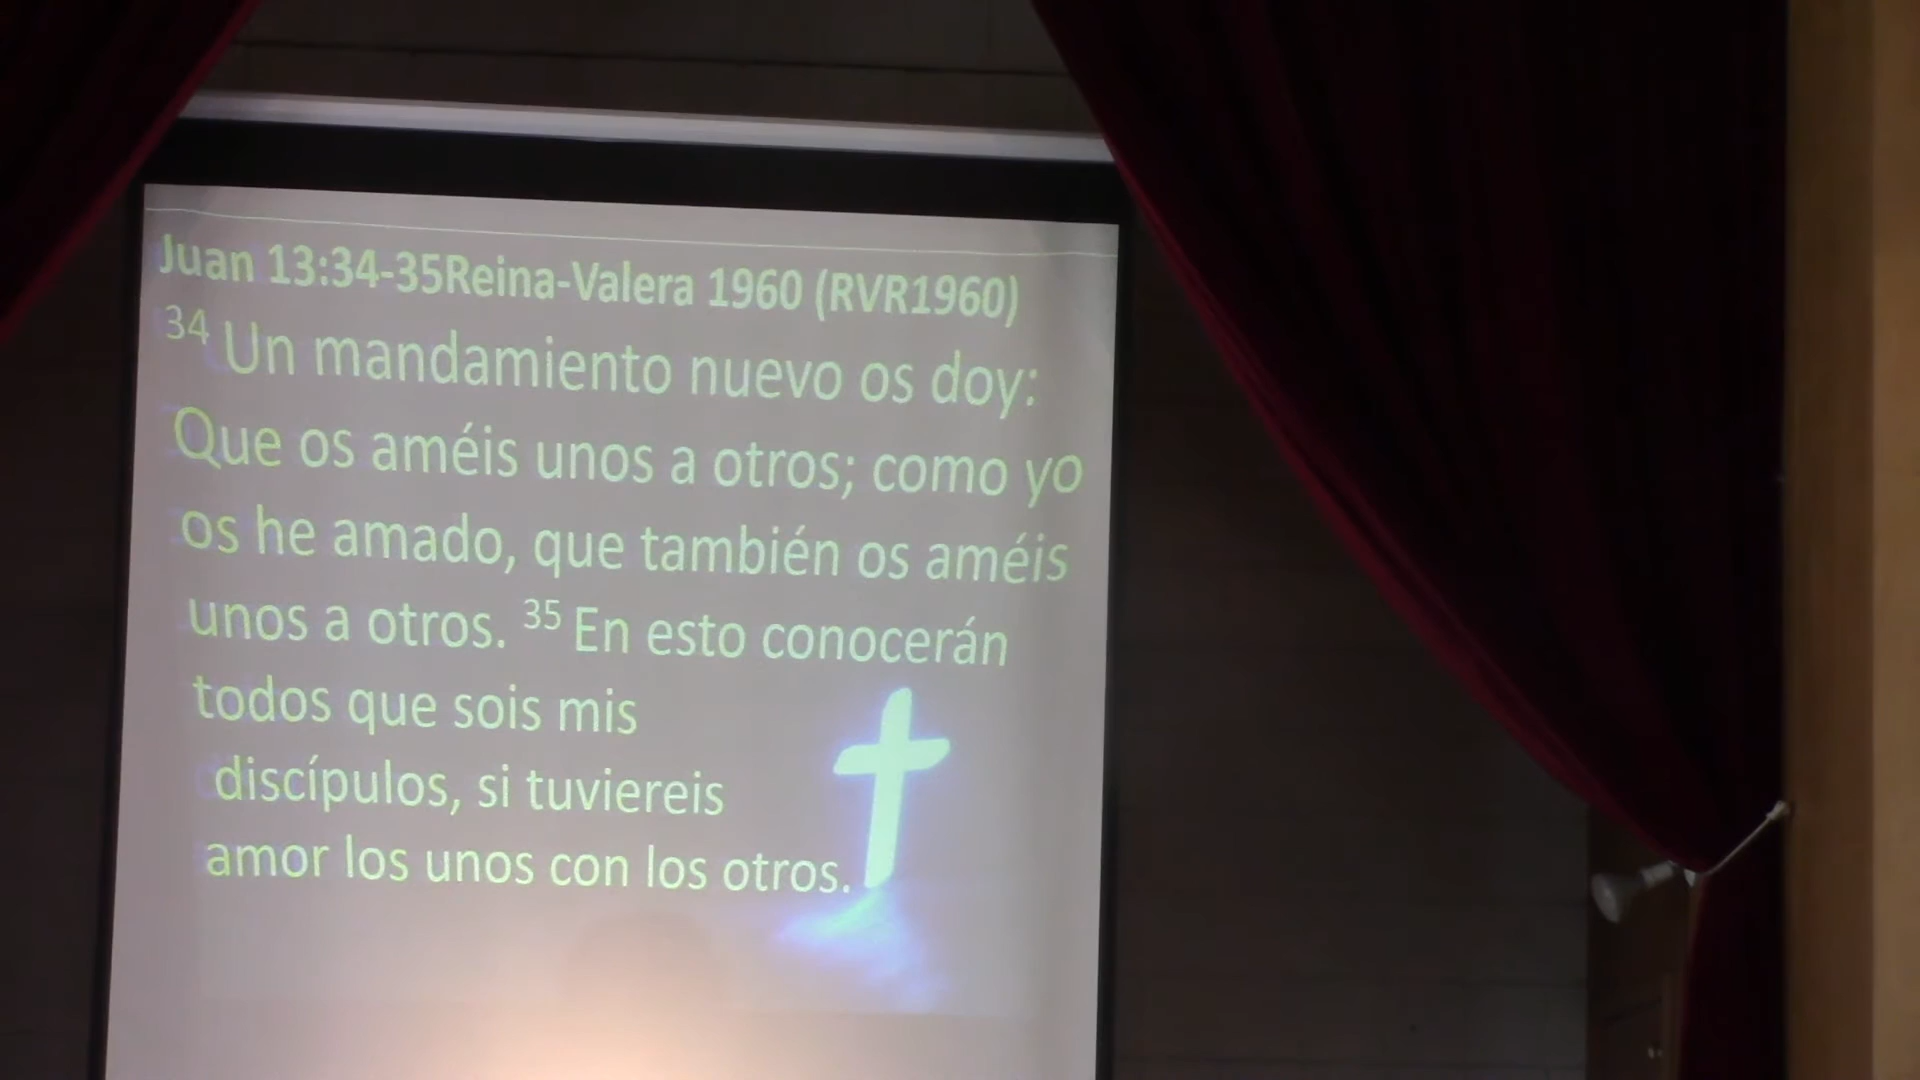 Juan 13:34-35Reina-Valera 1960 (RVR1960)
34 Un mandamiento nuevo os doy:
Que os améis unos a otros; como yo
os he amado, que también os améis
unos a otros. 35 En esto conocerán
todos que sois mis
discípulos, si tuviereis
amor los unos con los otros.